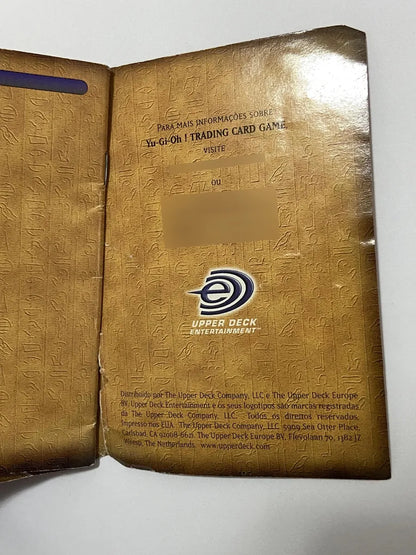 Para mais informações sobre
Yu-Gi-Oh ! TRADING CARD GAME
visite
ou
e
UPPER DECK
ENTERTAINMENT™
Distribuído por The Upper Deck Company, LLC e The Upper Deck Europe
BV. Upper Deck Entertainment e os seus logotipos são marcas registradas
da The Upper Deck Company, LLC. Todos os direitos reservados.
Impresso nos EUA. The Upper Deck Company, LLC. 5909 Sea Otter Place,
Carlsbad, CA 92008-6621. The Upper Deck Europe BV, Flevolaan 70, 1382 JZ
Weesp, The Netherlands. www.upperdeck.com